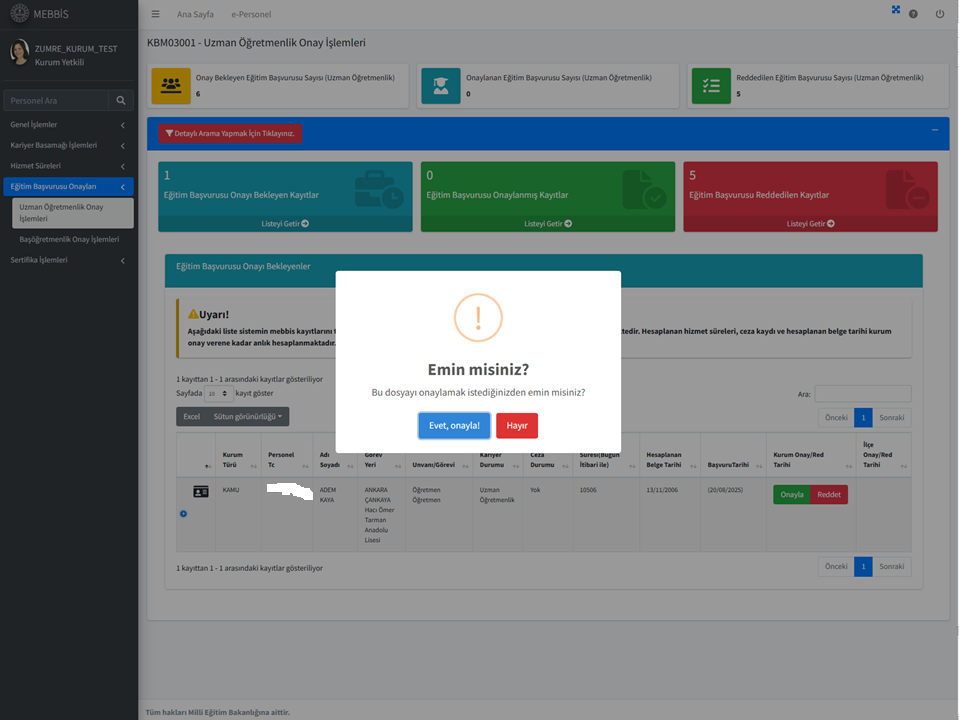 MEBBİS
Ana Sayfa
e-Personel
ZUMRE_KURUM_TEST
Kurum Yetkili
Personel Ara
Genel İşlemler
Kariyer Basamağı İşlemleri
Hizmet Süreleri
Eğitim Başvurusu Onayları
Uzman Öğretmenlik Onay
İşlemleri
Başöğretmenlik Onay İşlemleri
Sertifika İşlemleri
KBM03001 - Uzman Öğretmenlik Onay İşlemleri
Onay Bekleyen Eğitim Başvurusu Sayısı (Uzman Öğretmenlik)
6
Onaylanan Eğitim Başvurusu Sayısı (Uzman Öğretmenlik)
0
Reddedilen Eğitim Başvurusu Sayısı (Uzman Öğretmenlik)
5
Detaylı Arama Yapmak İçin Tıklayınız.
1
Eğitim Başvurusu Onayı Bekleyen Kayıtlar
Listeyi Getir
0
Eğitim Başvurusu Onaylanmış Kayıtlar
Listeyi Getir
5
Eğitim Başvurusu Reddedilen Kayıtlar
Listeyi Getir
Eğitim Başvurusu Onayı Bekleyenler
Uyarı!
Aşağıdaki liste sistemin mebbis kayıtlarını
tedir. Hesaplanan hizmet süreleri, ceza kaydı ve hesaplanan belge tarihi kurum
onay verene kadar anlık hesaplanmaktadır.
Emin misiniz?
Bu dosyayı onaylamak istediğinizden emin misiniz?
Evet, onayla!
Hayır
1 kayıttan 1 - 1 arasındaki kayıtlar gösteriliyor
Sayfada 10 kayıt göster
Ara:
Excel
Sütun görünürlüğü
Önceki
1
Sonraki
Kurum
Türü
Personel
Tc
Adı
Soyadı
Görev
Yeri
Unvanı/Görevi
Kariyer
Durumu
Ceza
Durumu
Süresi(Bugün
İtibari ile)
Hesaplanan
Belge Tarihi
BaşvuruTarihi
Kurum Onay/Red
Tarihi
İlçe
Onay/Red
Tarihi
KAMU
ADEM
KAYA
ANKARA
ÇANKAYA
Hacı Ömer
Tarman
Anadolu
Lisesi
Öğretmen
Öğretmen
Uzman
Öğretmenlik
Yok
10506
13/11/2006
(20/08/2025)
Onayla
Reddet
1 kayıttan 1 - 1 arasındaki kayıtlar gösteriliyor
Önceki
1
Sonraki
Tüm hakları Milli Eğitim Bakanlığına aittir.